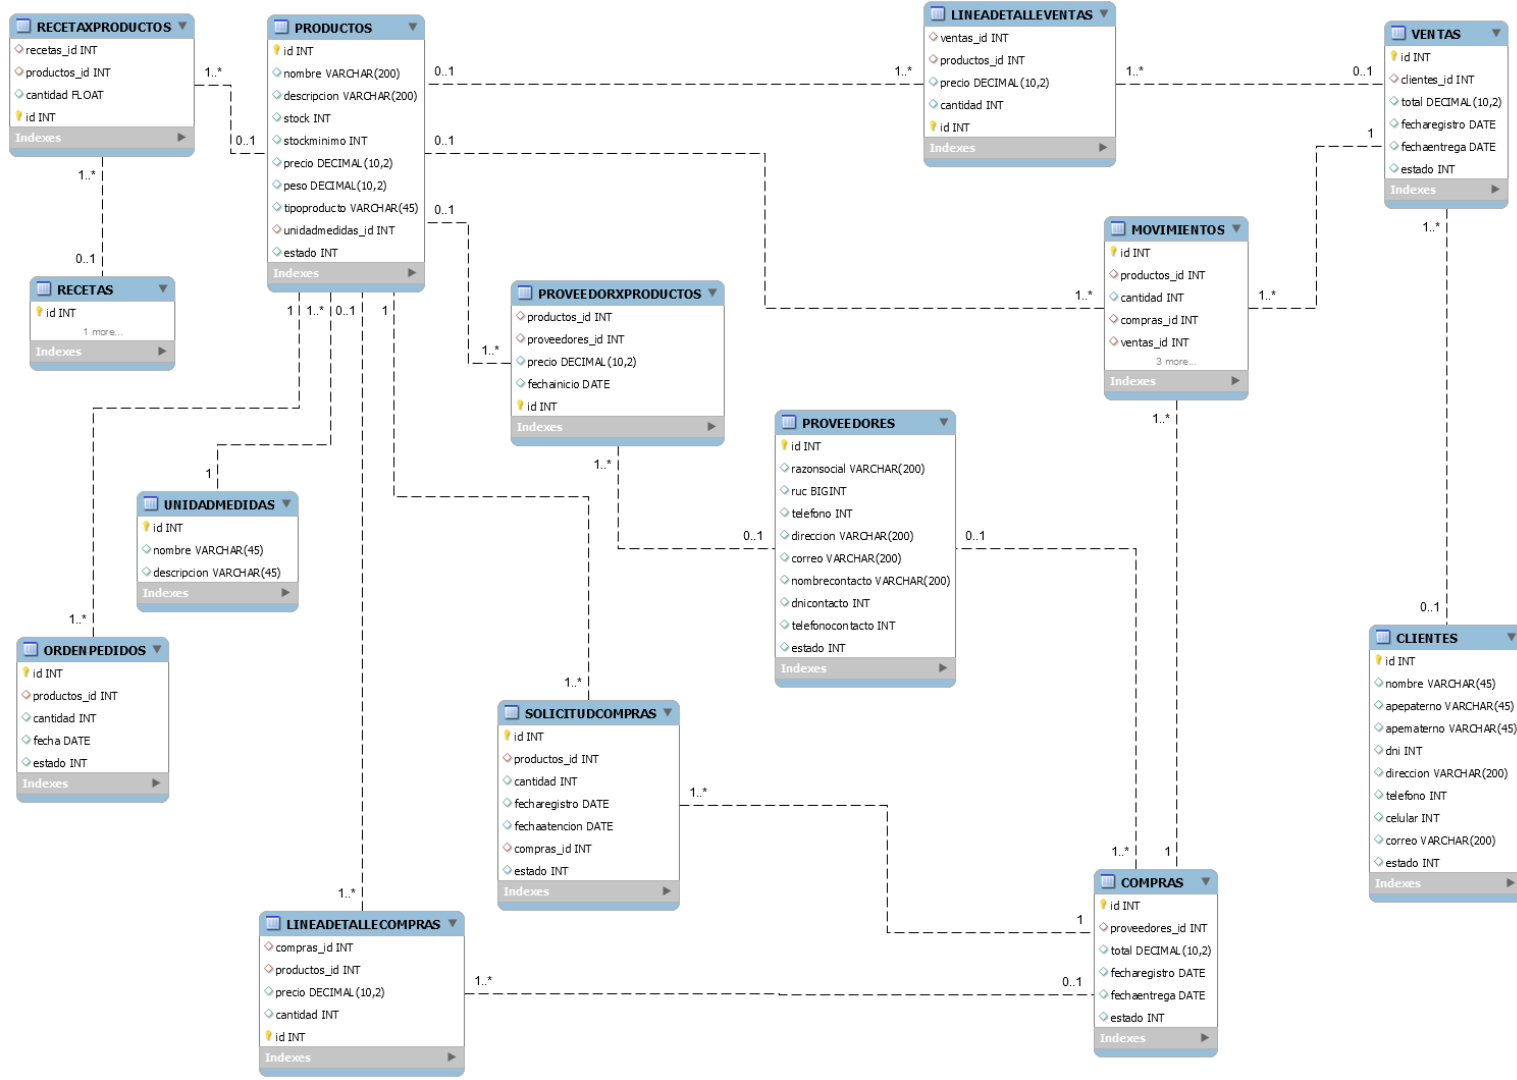 RECETAXPRODUCTOS
recetas_id INT
productos_id INT
cantidad FLOAT
id INT
Indexes
PRODUCTOS
id INT
nombre VARCHAR(200)
descripcion VARCHAR(200)
stock INT
stockminimo INT
precio DECIMAL(10,2)
peso DECIMAL(10,2)
tipoproducto VARCHAR(45)
unidadmedidas_id INT
estado INT
Indexes
LINEADETALLEVENTAS
ventas_id INT
productos_id INT
precio DECIMAL(10,2)
cantidad INT
id INT
Indexes
VENTAS
id INT
clientes_id INT
total DECIMAL(10,2)
fecharegistro DATE
fechaentrega DATE
estado INT
Indexes
1..*
0..1
0..1
1..*
1..*
0..1
0..1
1
0..1
1..*
0..1
1..*
MOVIMIENTOS
id INT
productos_id INT
cantidad INT
compras_id INT
ventas_id INT
3 more...
Indexes
1..*
1..*
1..*
RECETAS
id INT
1 more...
Indexes
1
1..*
0..1
1
PROVEEDORXPRODUCTOS
productos_id INT
proveedores_id INT
precio DECIMAL(10,2)
fechainicio DATE
id INT
Indexes
1..*
1..*
PROVEEDORES
id INT
razonsocial VARCHAR(200)
ruc BIGINT
telefono INT
direccion VARCHAR(200)
correo VARCHAR(200)
nombrecontacto VARCHAR(200)
dnicontacto INT
telefonocontacto INT
estado INT
Indexes
0..1
0..1
1
UNIDADMEDIDAS
id INT
nombre VARCHAR(45)
descripcion VARCHAR(45)
Indexes
1..*
ORDENPEDIDOS
id INT
productos_id INT
cantidad INT
fecha DATE
estado INT
Indexes
1..*
SOLICITUDCOMPRAS
id INT
productos_id INT
cantidad INT
fecharegistro DATE
fechaatencion DATE
compras_id INT
estado INT
Indexes
1..*
0..1
CLIENTES
id INT
nombre VARCHAR(45)
apepaterno VARCHAR(45)
apematerno VARCHAR(45)
dni INT
direccion VARCHAR(200)
telefono INT
celular INT
correo VARCHAR(200)
estado INT
Indexes
1..*
1
1..*
LINEADETALLECOMPRAS
compras_id INT
productos_id INT
precio DECIMAL(10,2)
cantidad INT
id INT
Indexes
1..*
1
0..1
COMPRAS
id INT
proveedores_id INT
total DECIMAL(10,2)
fecharegistro DATE
fechaentrega DATE
estado INT
Indexes